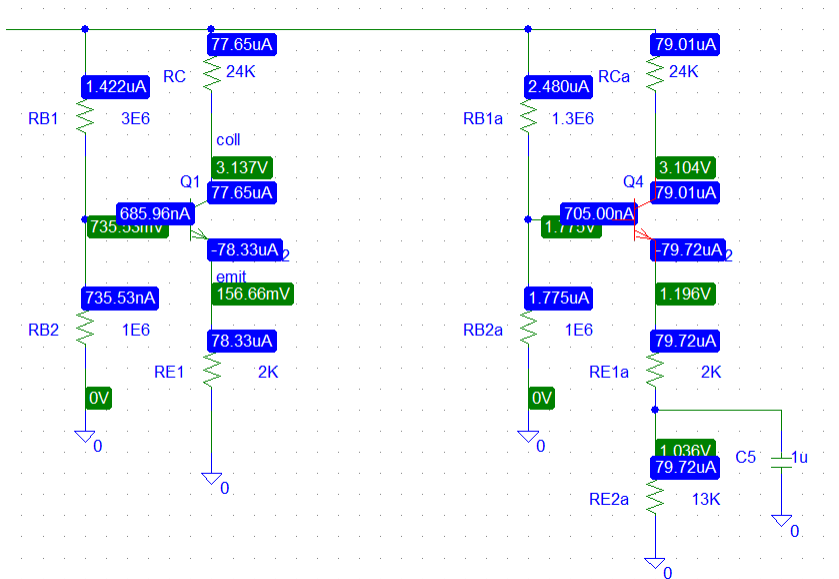 77.65uA
79.01uA
RC
24K
RCa
24K
1.422uA
2.480uA
RB1
3E6
RB1a
1.3E6
coll
3.137V
3.104V
Q1
77.65uA
Q4
79.01uA
685.96nA
705.00nA
735.53mV
1.775V
-78.33uA
2
-79.72uA
2
emit
156.66mV
1.196V
735.53nA
1.775uA
RB2
1E6
RB2a
1E6
78.33uA
79.72uA
RE1
2K
RE1a
2K
0V
0V
0
0
1.036V
C5
1u
79.72uA
0
RE2a
13K
0
0